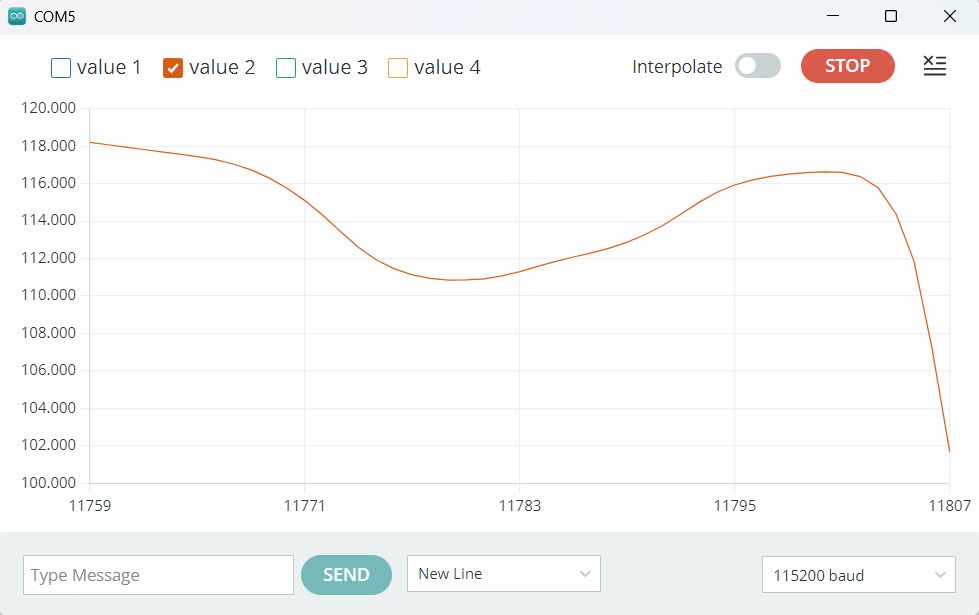 COM5
value 1 value 2 value 3 value 4 Interpolate STOP
120.000
118.000
116.000
114.000
112.000
110.000
108.000
106.000
104.000
102.000
100.000
11759 11771 11783 11795 11807
Type Message SEND New Line 115200 baud